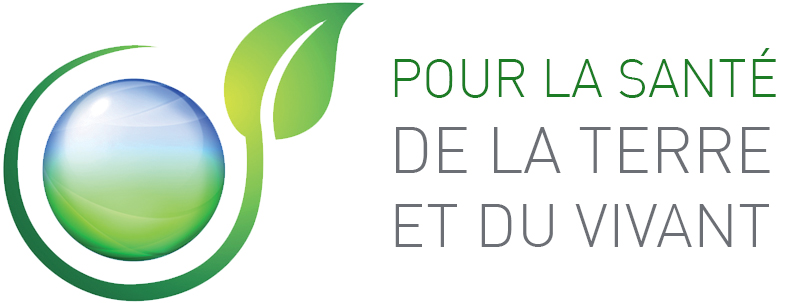 POUR LA SANTÉ
DE LA TERRE
ET DU VIVANT